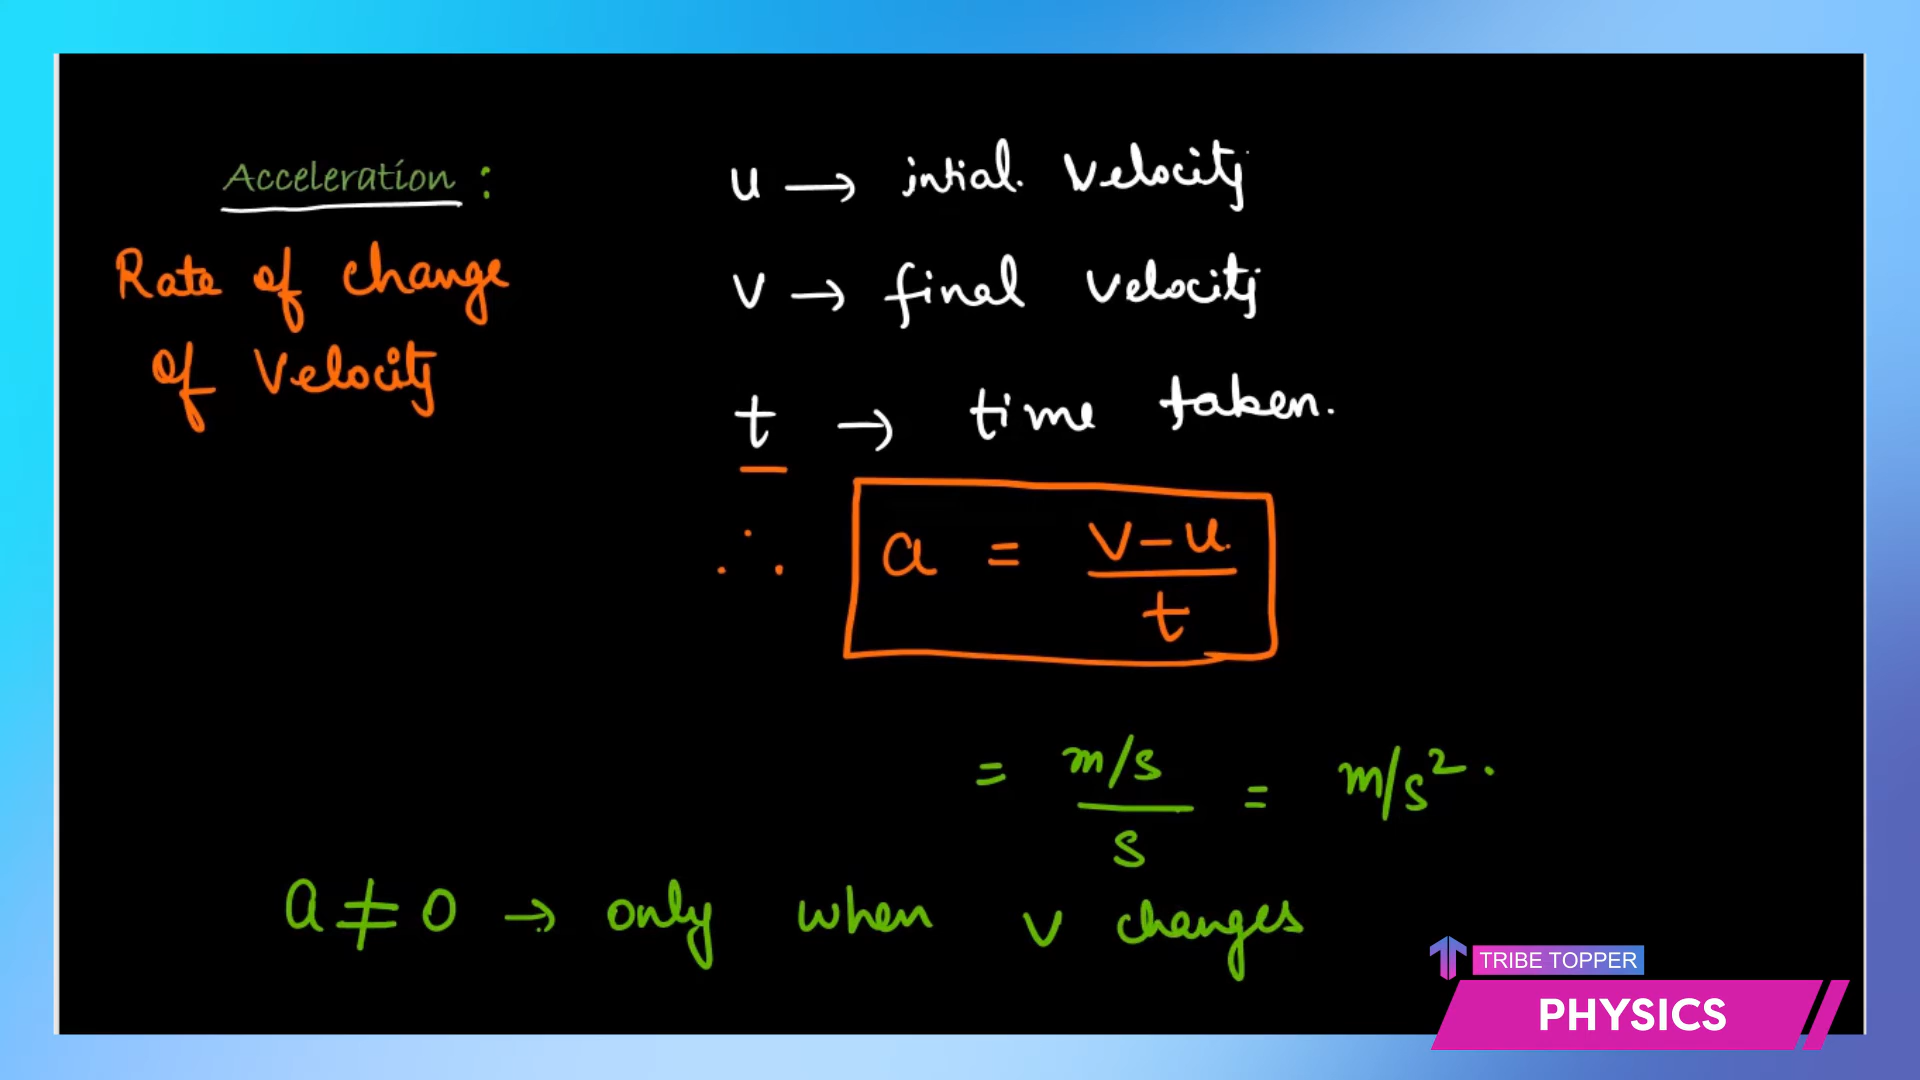 Acceleration :
Rate of change
of Velocity
u → intial. Velocity
v → final velocity
t → time taken.
∴ a = v-u / t
= m/s / s = m/s².
a ≠ 0 → only when v changes
TRIBE TOPPER
PHYSICS